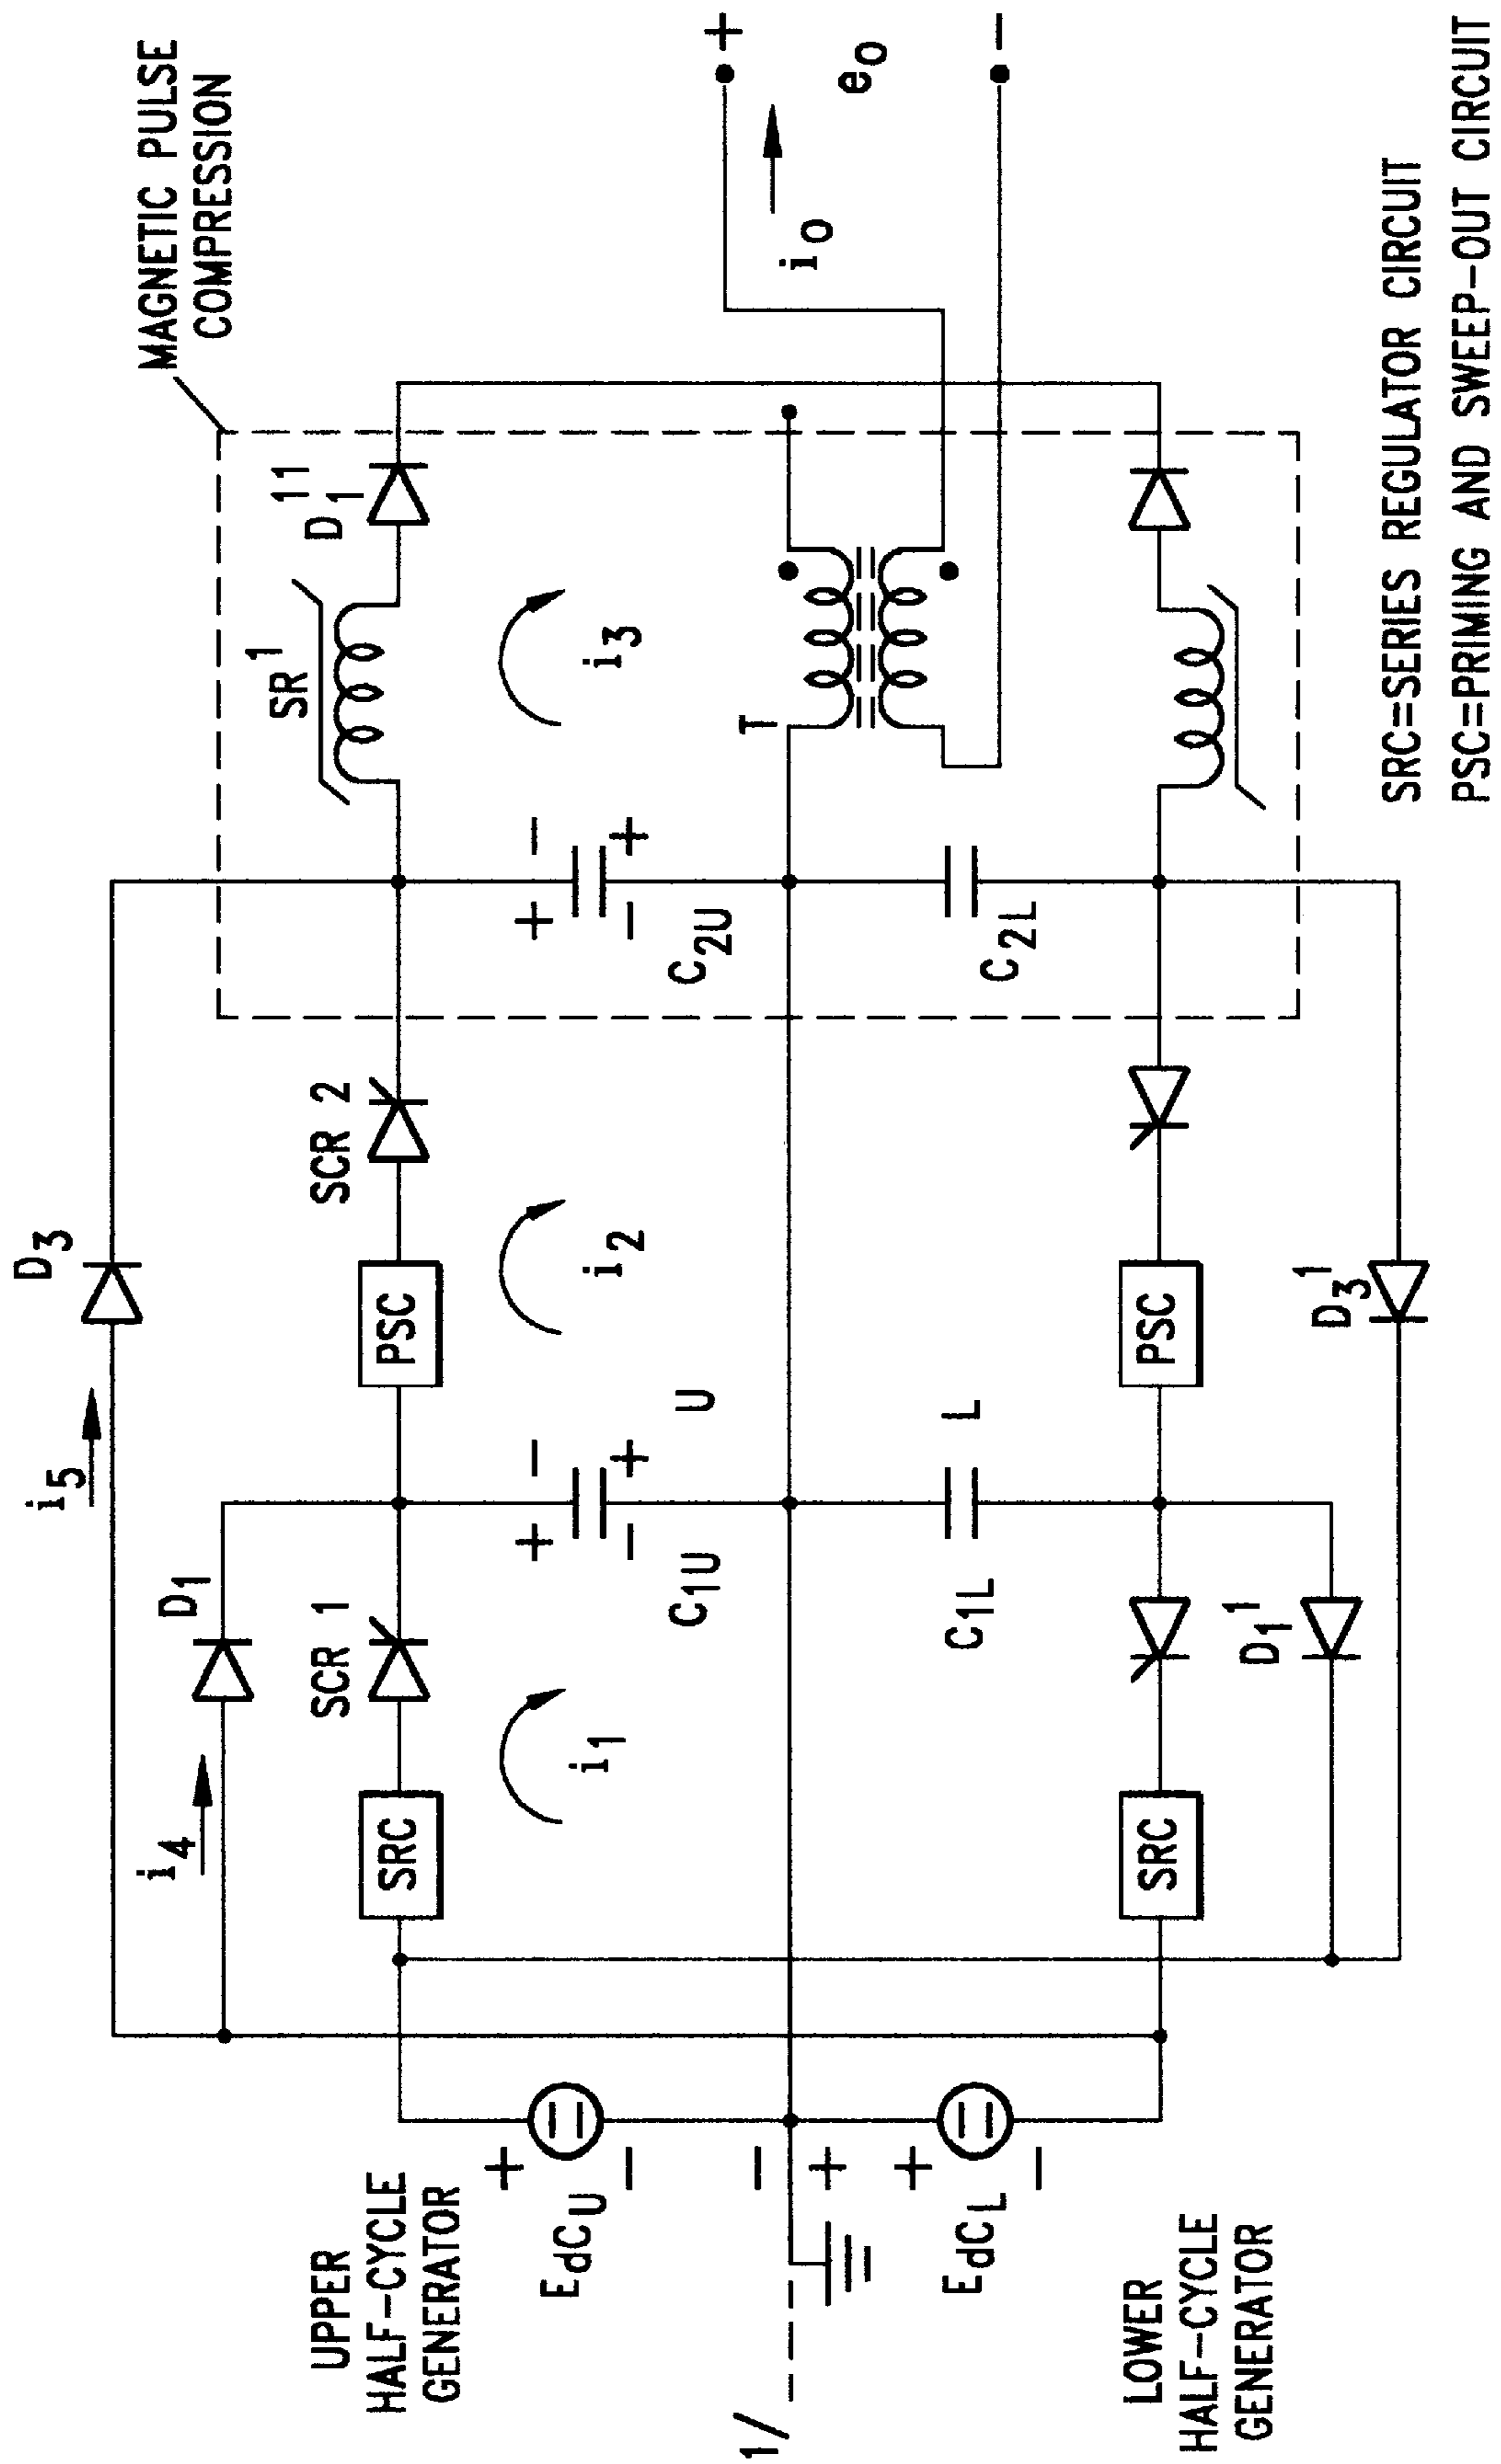 MAGNETIC PULSE
COMPRESSION
D3
i5
D1
i4
SCR 1
SCR 2
SR1
D1 11
UPPER
HALF-CYCLE
GENERATOR
SRC
PSC
i1
i2
i3
+ − + − + −
EdCU
C1U
U
C2U
T
+
i0
e0
−
1/
− +
+ −
EdCL
C1L
L
C2L
LOWER
HALF-CYCLE
GENERATOR
SRC
PSC
D1 1
D3 1
SRC=SERIES REGULATOR CIRCUIT
PSC=PRIMING AND SWEEP-OUT CIRCUIT